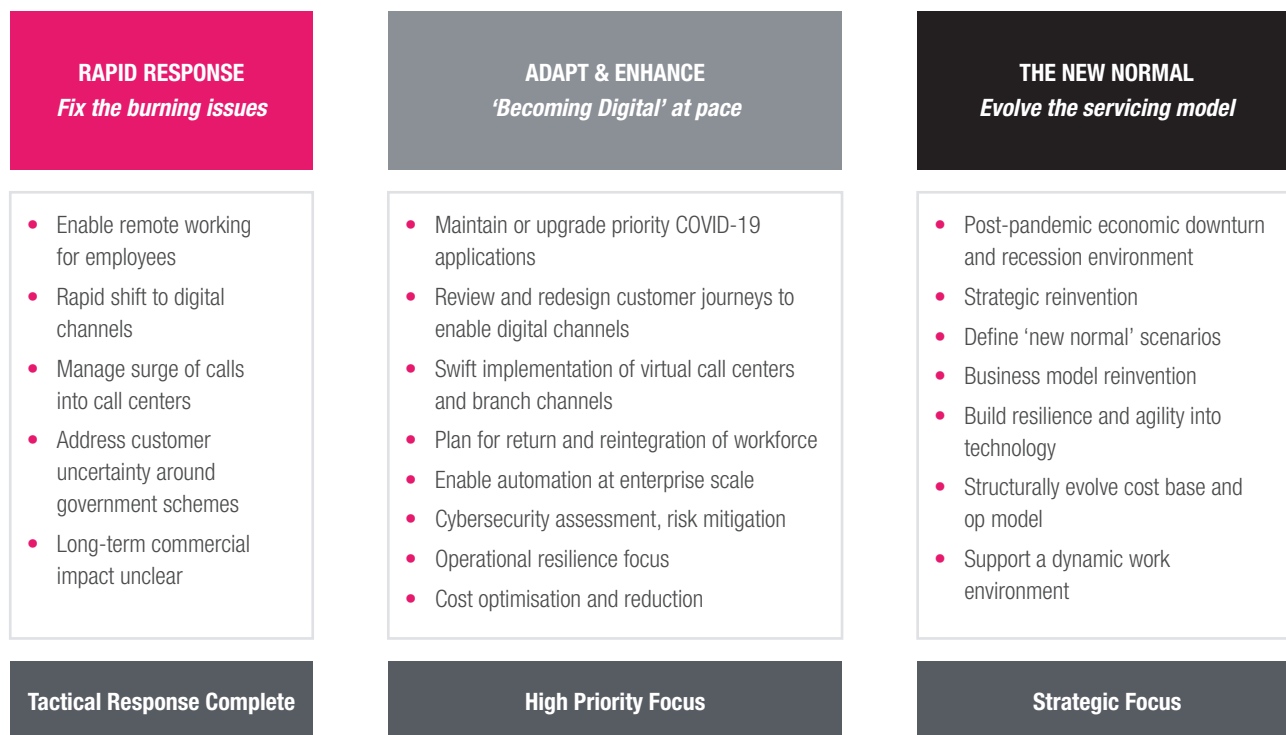 RAPID RESPONSE
Fix the burning issues
• Enable remote working
for employees
• Rapid shift to digital
channels
• Manage surge of calls
into call centers
• Address customer
uncertainty around
government schemes
• Long-term commercial
impact unclear
Tactical Response Complete
ADAPT & ENHANCE
‘Becoming Digital’ at pace
• Maintain or upgrade priority COVID-19
applications
• Review and redesign customer journeys to
enable digital channels
• Swift implementation of virtual call centers
and branch channels
• Plan for return and reintegration of workforce
• Enable automation at enterprise scale
• Cybersecurity assessment, risk mitigation
• Operational resilience focus
• Cost optimisation and reduction
High Priority Focus
THE NEW NORMAL
Evolve the servicing model
• Post-pandemic economic downturn
and recession environment
• Strategic reinvention
• Define ‘new normal’ scenarios
• Business model reinvention
• Build resilience and agility into
technology
• Structurally evolve cost base and
op model
• Support a dynamic work
environment
Strategic Focus